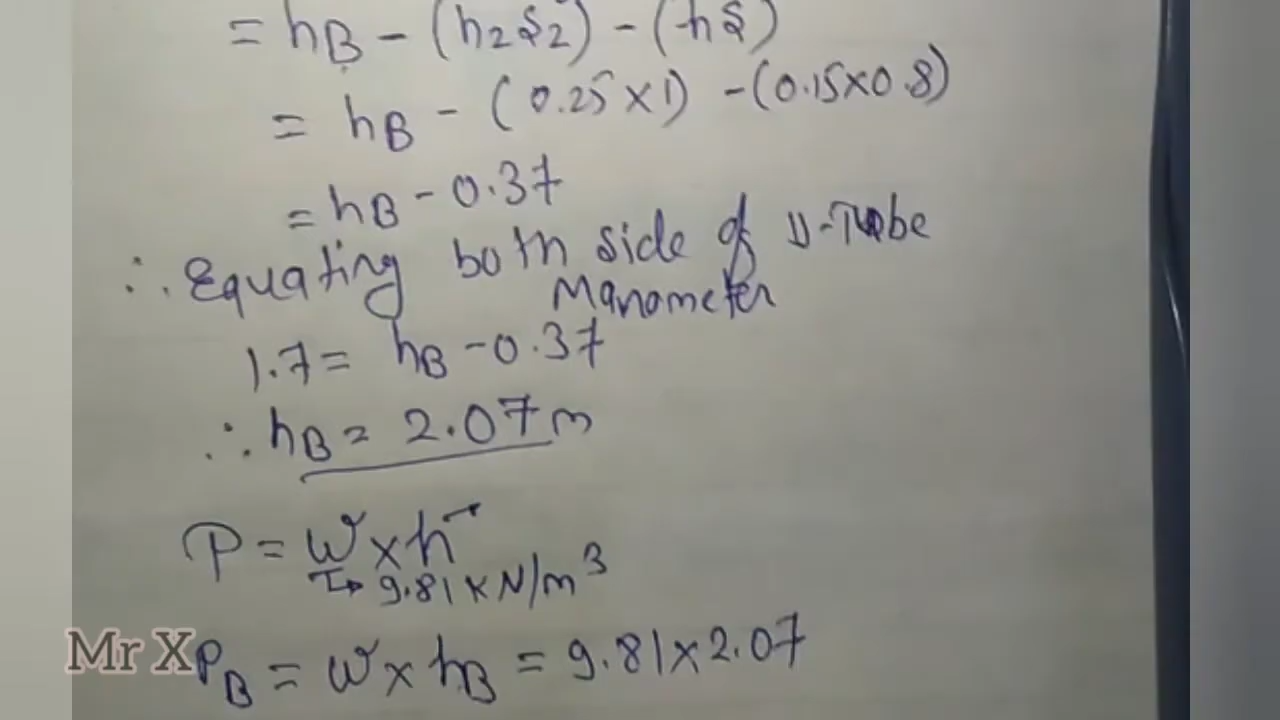 = hB - (h2S2) - (hS)
= hB - (0.25 × 1) - (0.15×0.8)
= hB - 0.37
∴ Equating both side of U-Tube
Manometer
1.7 = hB - 0.37
∴ hB = 2.07 m
P = W × h
→ 9.81 KN/m³
PB = W × hB = 9.81 × 2.07
Mr X